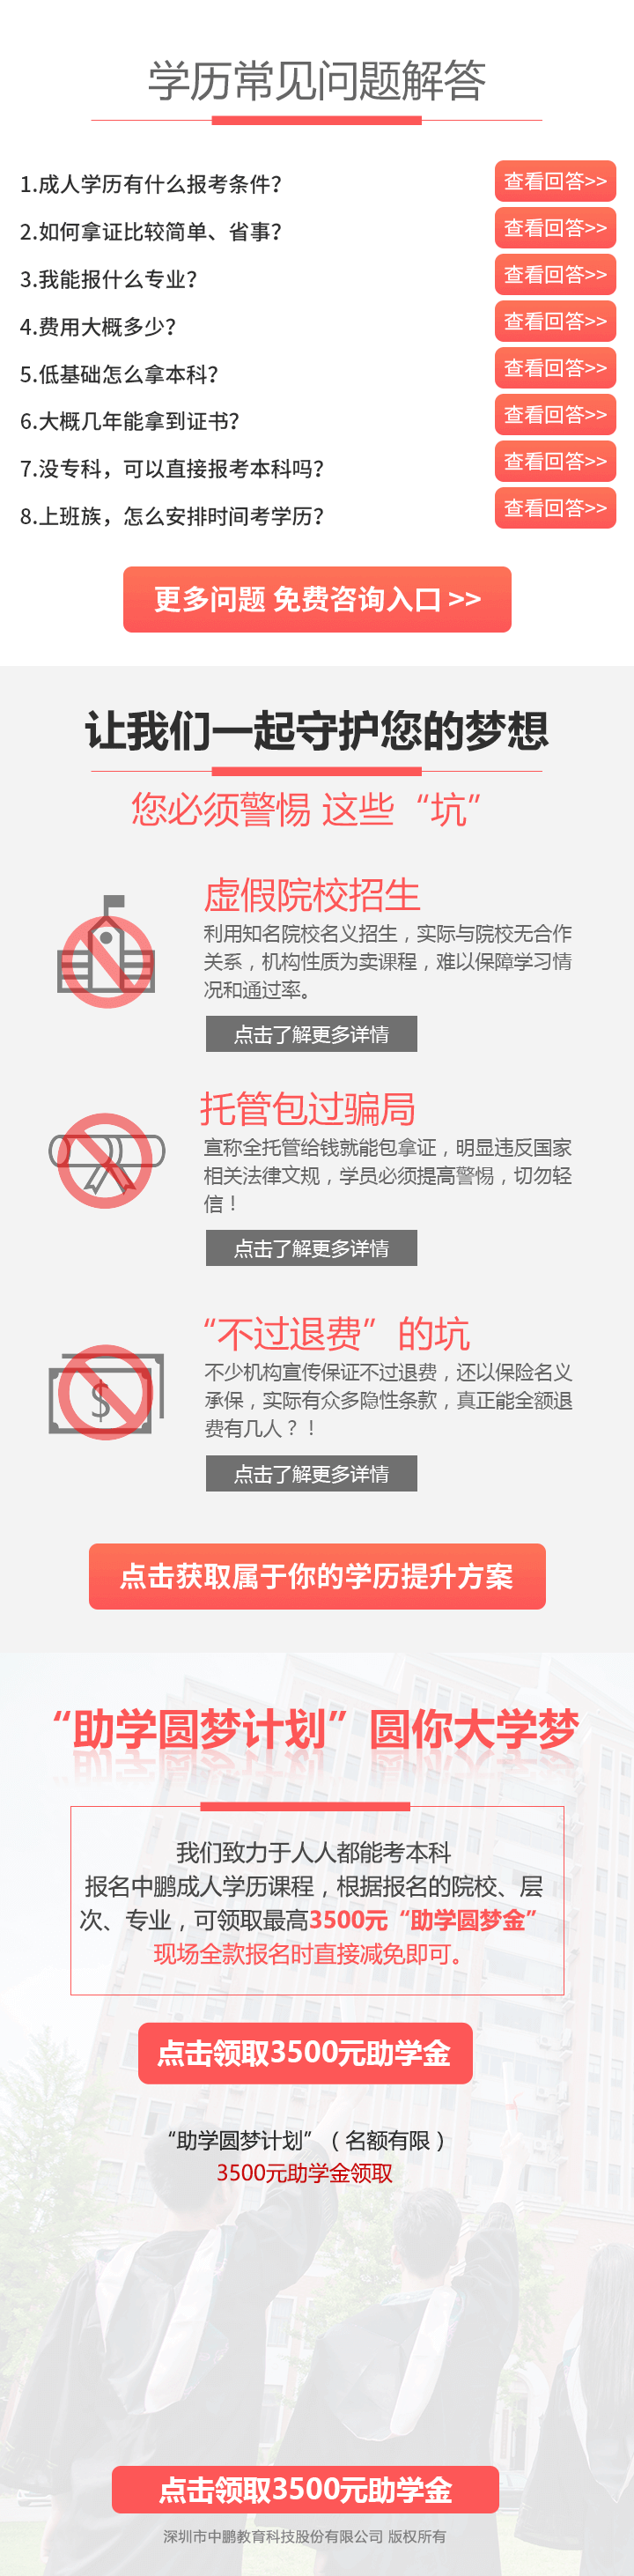 学历常见问题解答
1.成人学历有什么报考条件？
查看回答>>
2.如何拿证比较简单、省事？
查看回答>>
3.我能报什么专业？
查看回答>>
4.费用大概多少？
查看回答>>
5.低基础怎么拿本科？
查看回答>>
6.大概几年能拿到证书？
查看回答>>
7.没专科，可以直接报考本科吗？
查看回答>>
8.上班族，怎么安排时间考学历？
查看回答>>
更多问题 免费咨询入口 >>
让我们一起守护您的梦想
您必须警惕 这些“坑”
虚假院校招生
利用知名院校名义招生，实际与院校无合作
关系，机构性质为卖课程，难以保障学习情
况和通过率。
点击了解更多详情
托管包过骗局
宣称全托管给钱就能包拿证，明显违反国家
相关法律文规，学员必须提高警惕，切勿轻
信！
点击了解更多详情
“不过退费”的坑
不少机构宣传保证不过退费，还以保险名义
承保，实际有众多隐性条款，真正能全额退
费有几人？！
点击了解更多详情
点击获取属于你的学历提升方案
“助学圆梦计划”圆你大学梦
我们致力于人人都能考本科
报名中鹏成人学历课程，根据报名的院校、层
次、专业，可领取最高3500元“助学圆梦金”
现场全款报名时直接减免即可。
点击领取3500元助学金
“助学圆梦计划”（名额有限）
3500元助学金领取
点击领取3500元助学金
深圳市中鹏教育科技股份有限公司 版权所有